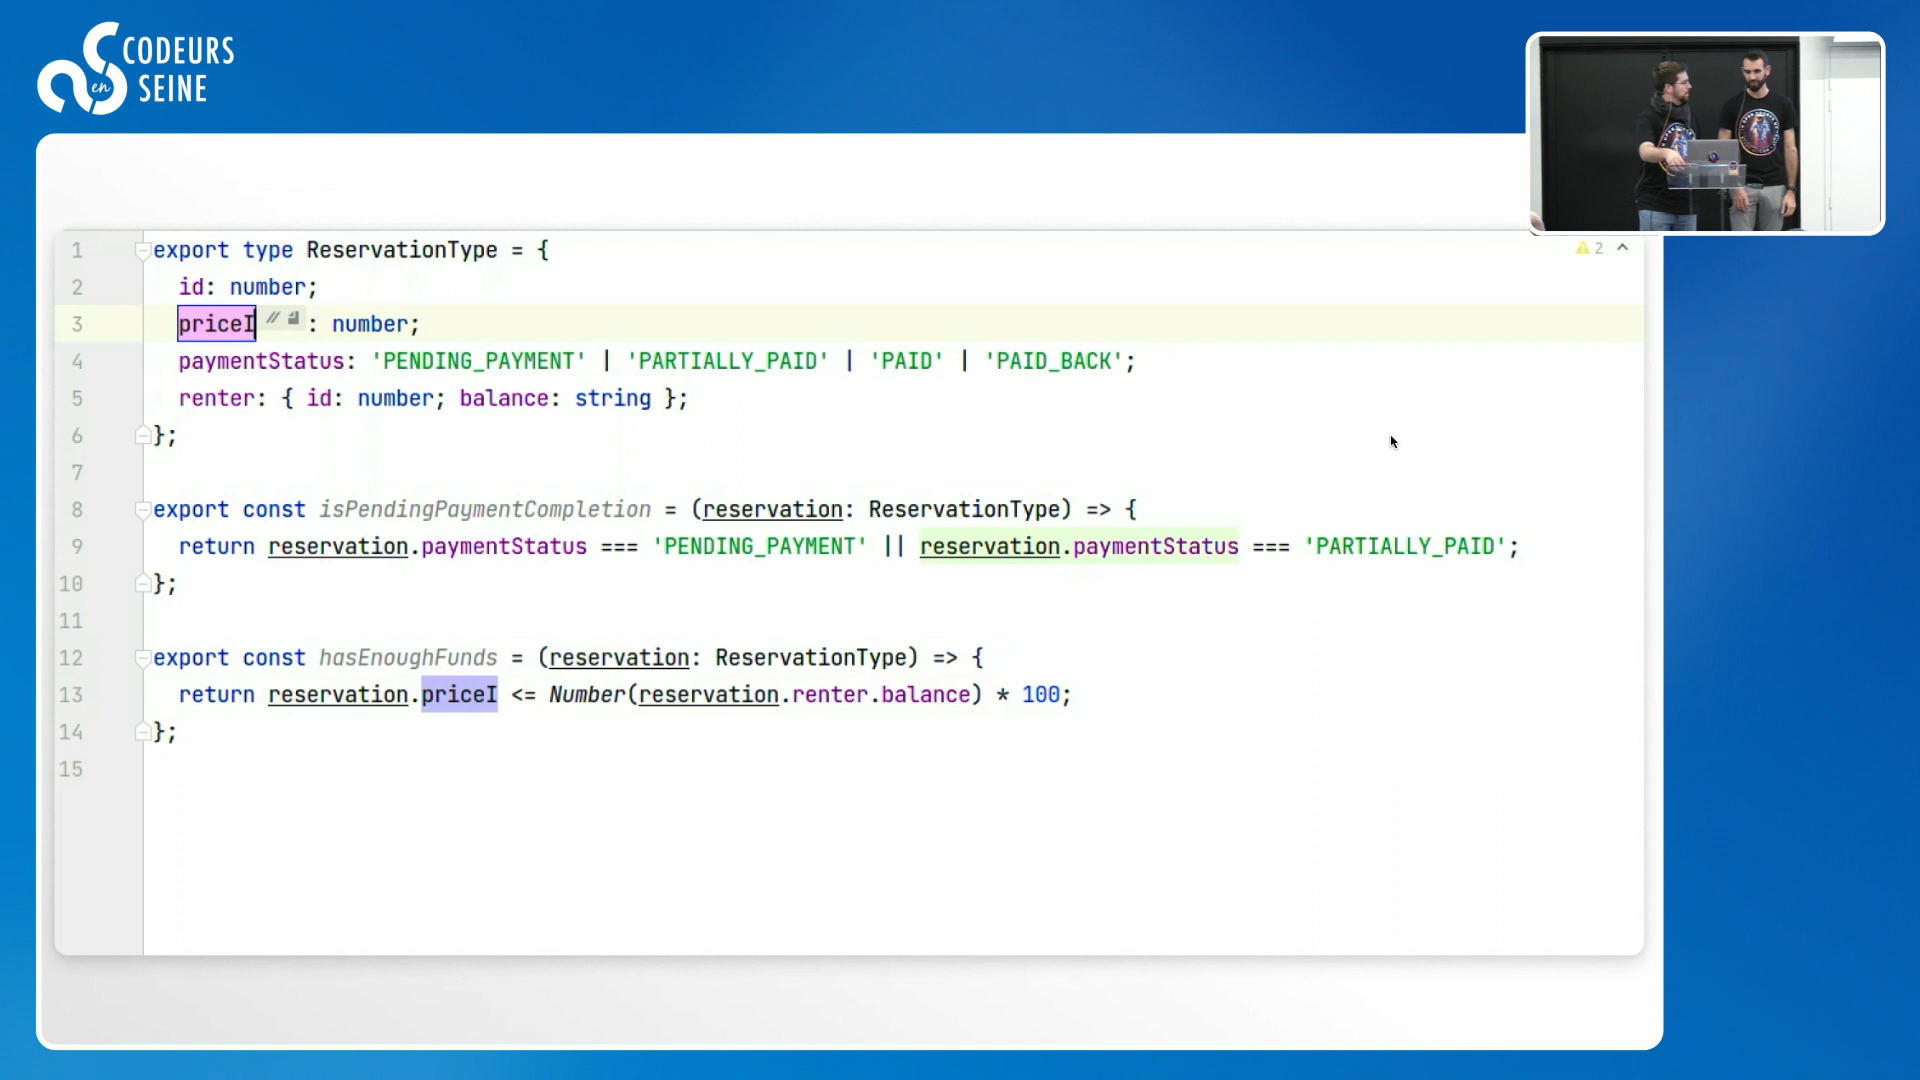 CODEURS
en
SEINE
2
1 export type ReservationType = {
2 id: number;
3 priceI : number;
4 paymentStatus: 'PENDING_PAYMENT' | 'PARTIALLY_PAID' | 'PAID' | 'PAID_BACK';
5 renter: { id: number; balance: string };
6 };
7
8 export const isPendingPaymentCompletion = (reservation: ReservationType) => {
9 return reservation.paymentStatus === 'PENDING_PAYMENT' || reservation.paymentStatus === 'PARTIALLY_PAID';
10 };
11
12 export const hasEnoughFunds = (reservation: ReservationType) => {
13 return reservation.priceI <= Number(reservation.renter.balance) * 100;
14 };
15